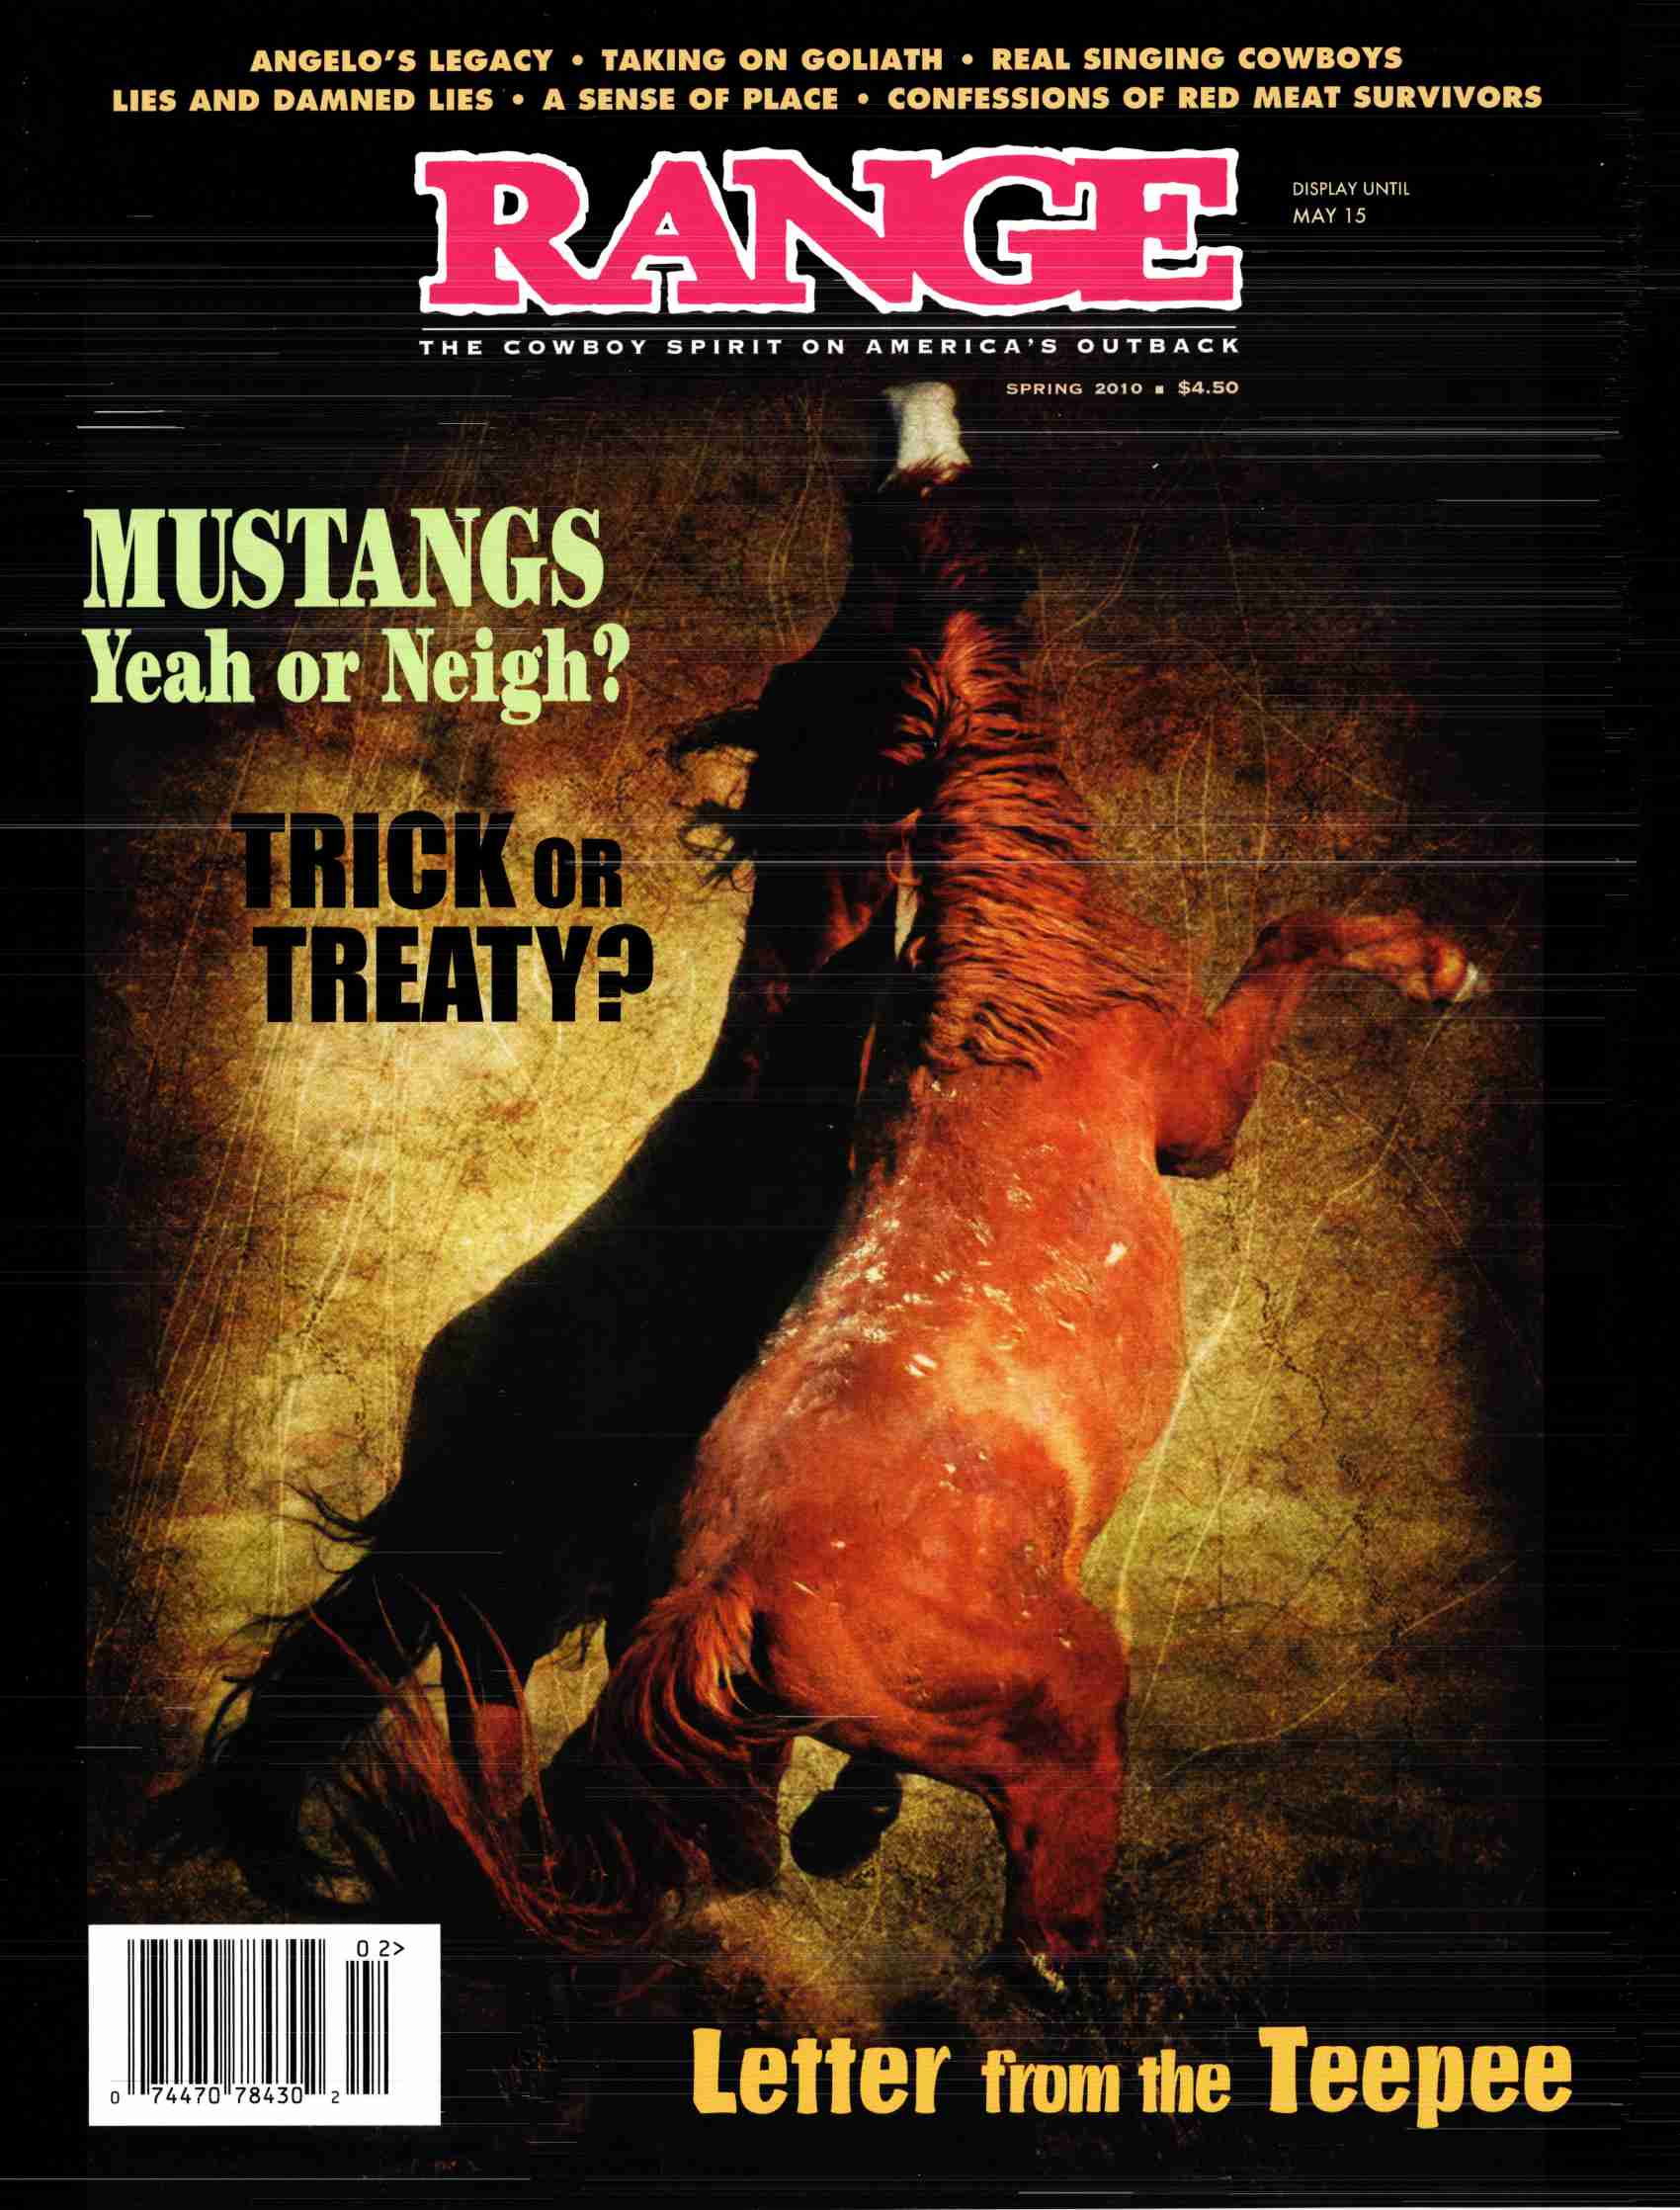 ANGELO'S LEGACY • TAKING ON GOLIATH • REAL SINGING COWBOYS
LIES AND DAMNED LIES • A SENSE OF PLACE • CONFESSIONS OF RED MEAT SURVIVORS
RANGE
DISPLAY UNTIL
MAY 15
THE COWBOY SPIRIT ON AMERICA'S OUTBACK
SPRING 2010 ■ $4.50
MUSTANGS
Yeah or Neigh?
TRICK OR
TREATY?
02>
0 74470 78430 2
Letter from the Teepee